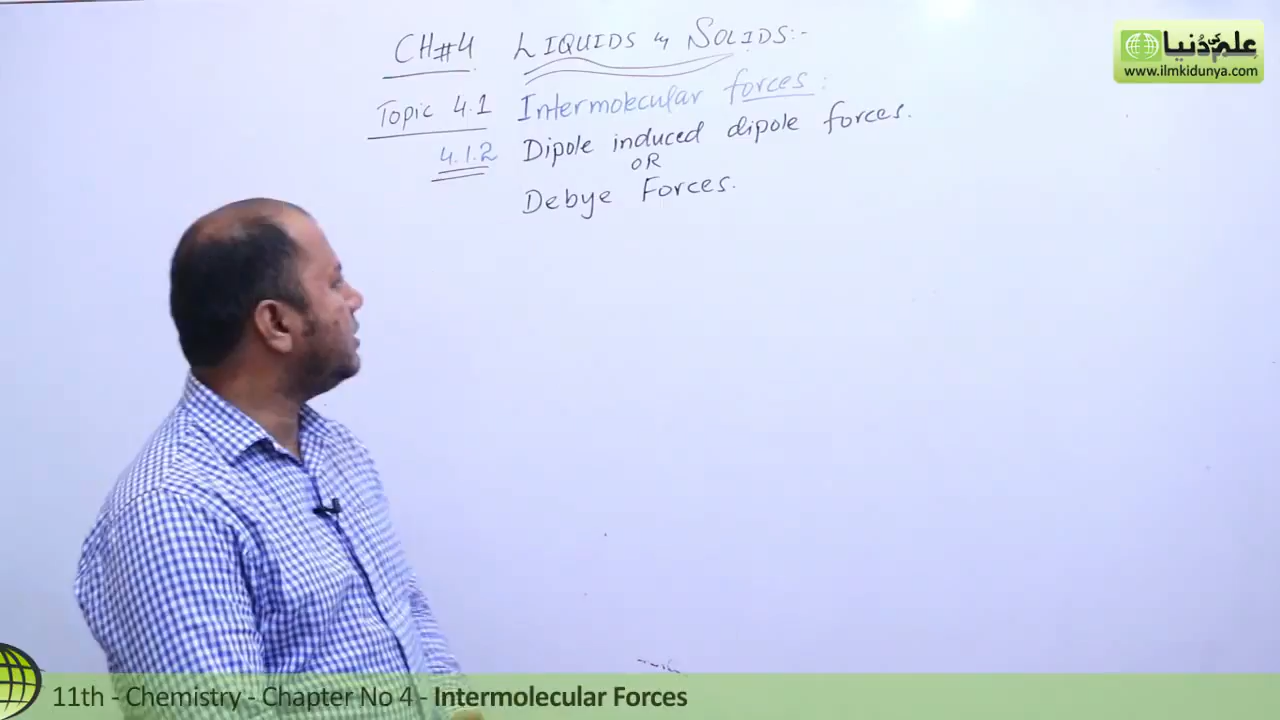 CH#4 LIQUIDS & SOLIDS:-
Topic 4.1 Intermolecular forces:
4.1.2 Dipole induced dipole forces.
OR
Debye Forces.
علم کی دُنیا
www.ilmkidunya.com
11th - Chemistry - Chapter No 4 - Intermolecular Forces